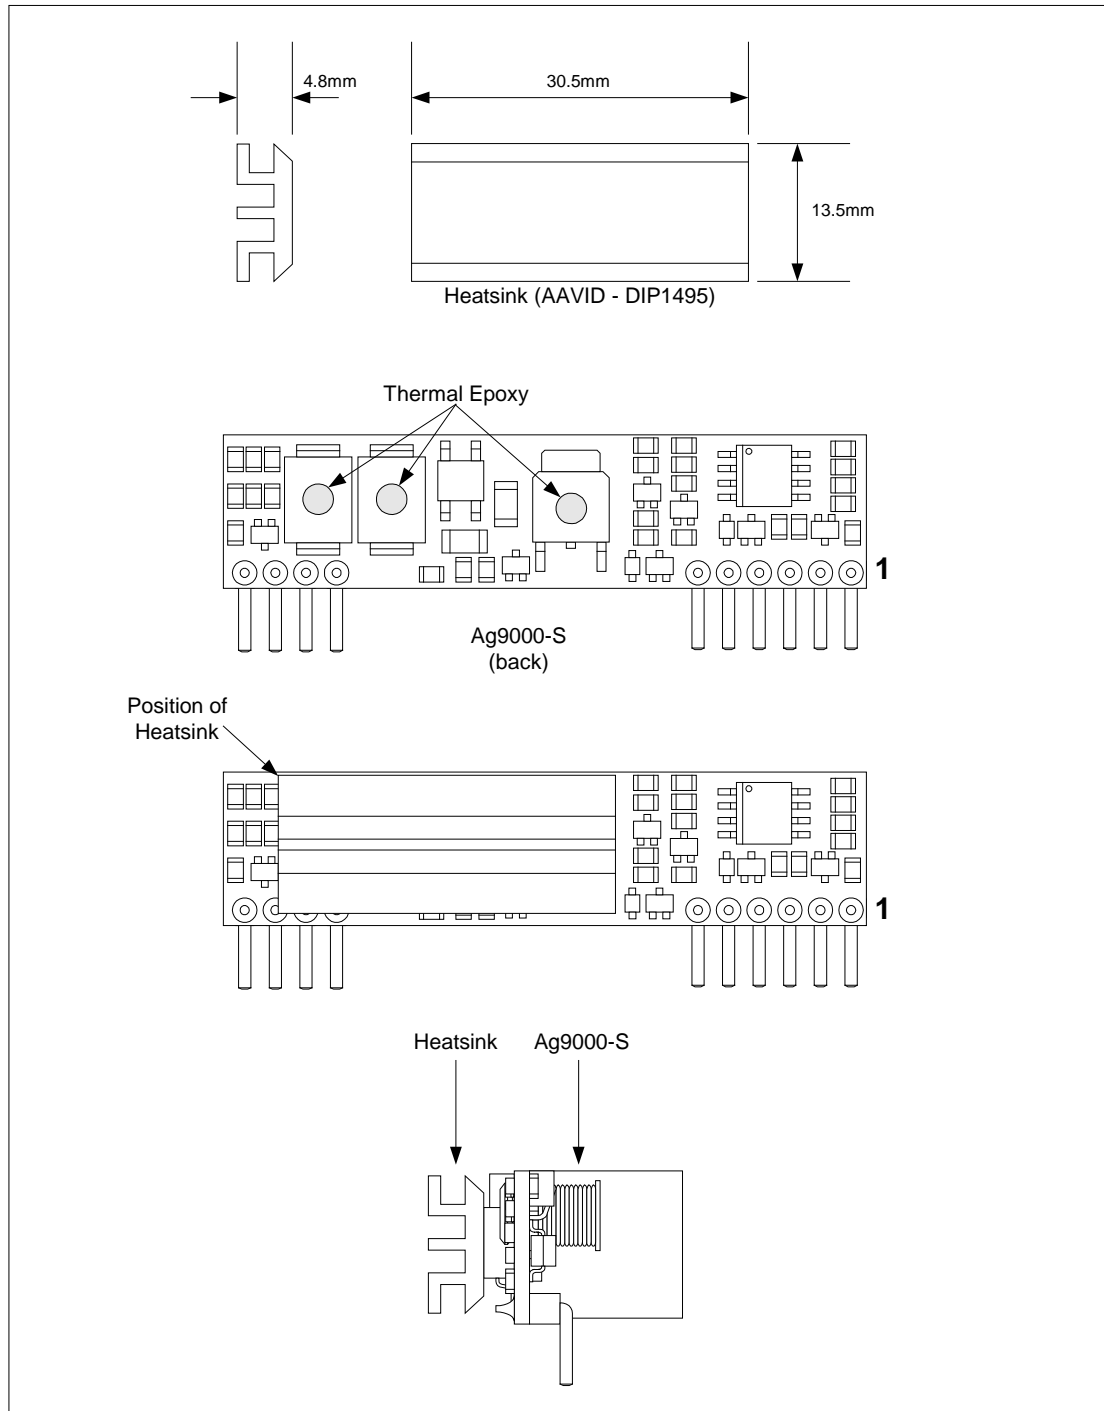 4.8mm
30.5mm
13.5mm
Heatsink (AAVID - DIP1495)
Thermal Epoxy
1
Ag9000-S
(back)
Position of
Heatsink
1
Heatsink
Ag9000-S